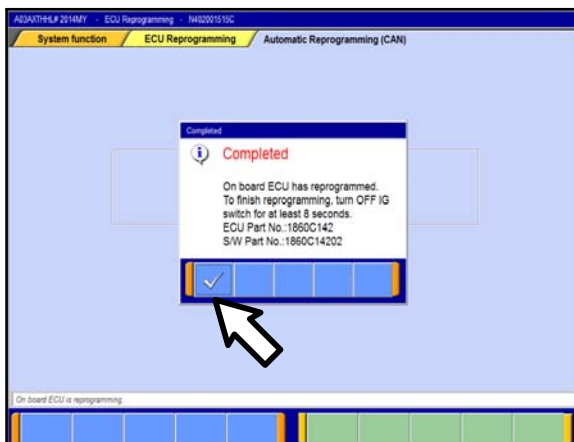 A03AXTHHL# 2014MY - ECU Reprogramming - N402001515C
System function
ECU Reprogramming
Automatic Reprogramming (CAN)
Completed
Completed
On board ECU has reprogrammed.
To finish reprogramming, turn OFF IG
switch for at least 8 seconds.
ECU Part No.:1860C142
S/W Part No.:1860C14202
On board ECU is reprogramming